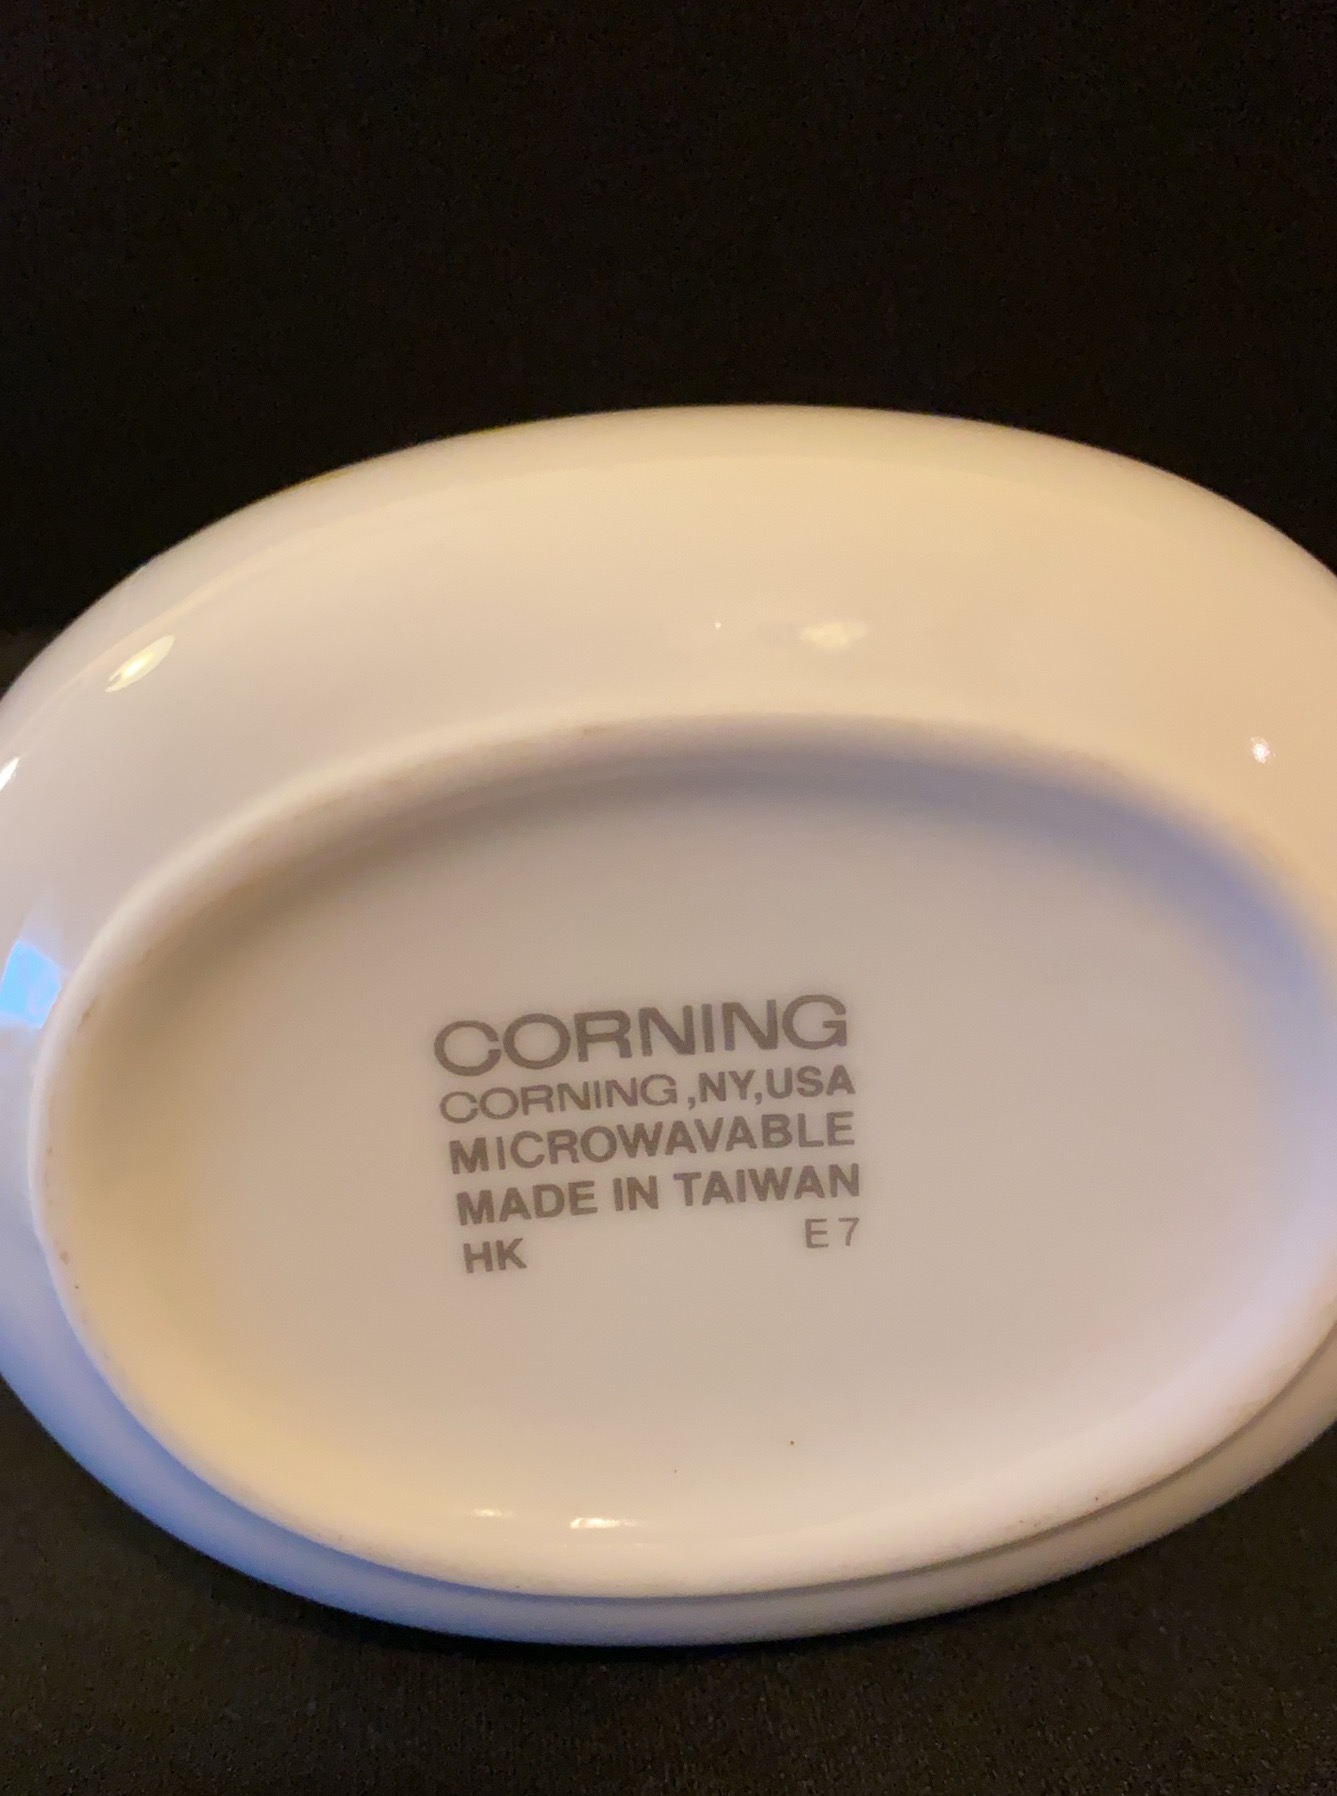 CORNING
CORNING, NY, USA
MICROWAVABLE
MADE IN TAIWAN
HK E7